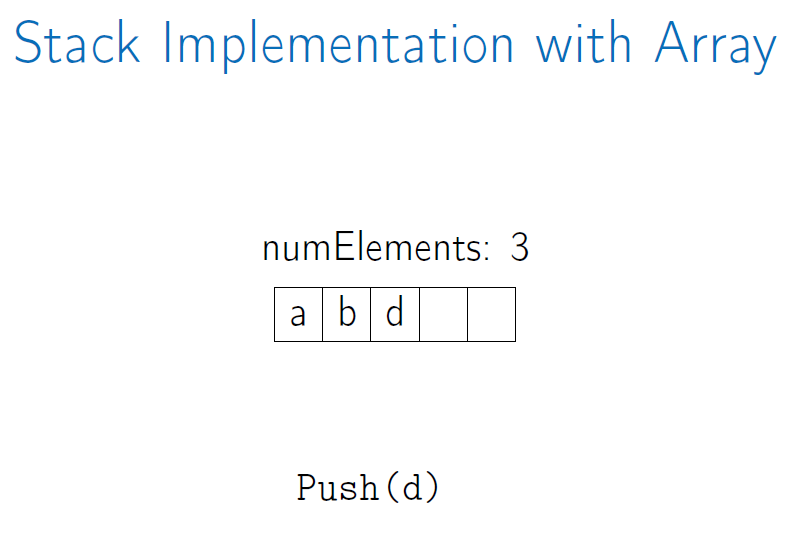 Stack Implementation with Array
numElements: 3
a b d
Push(d)